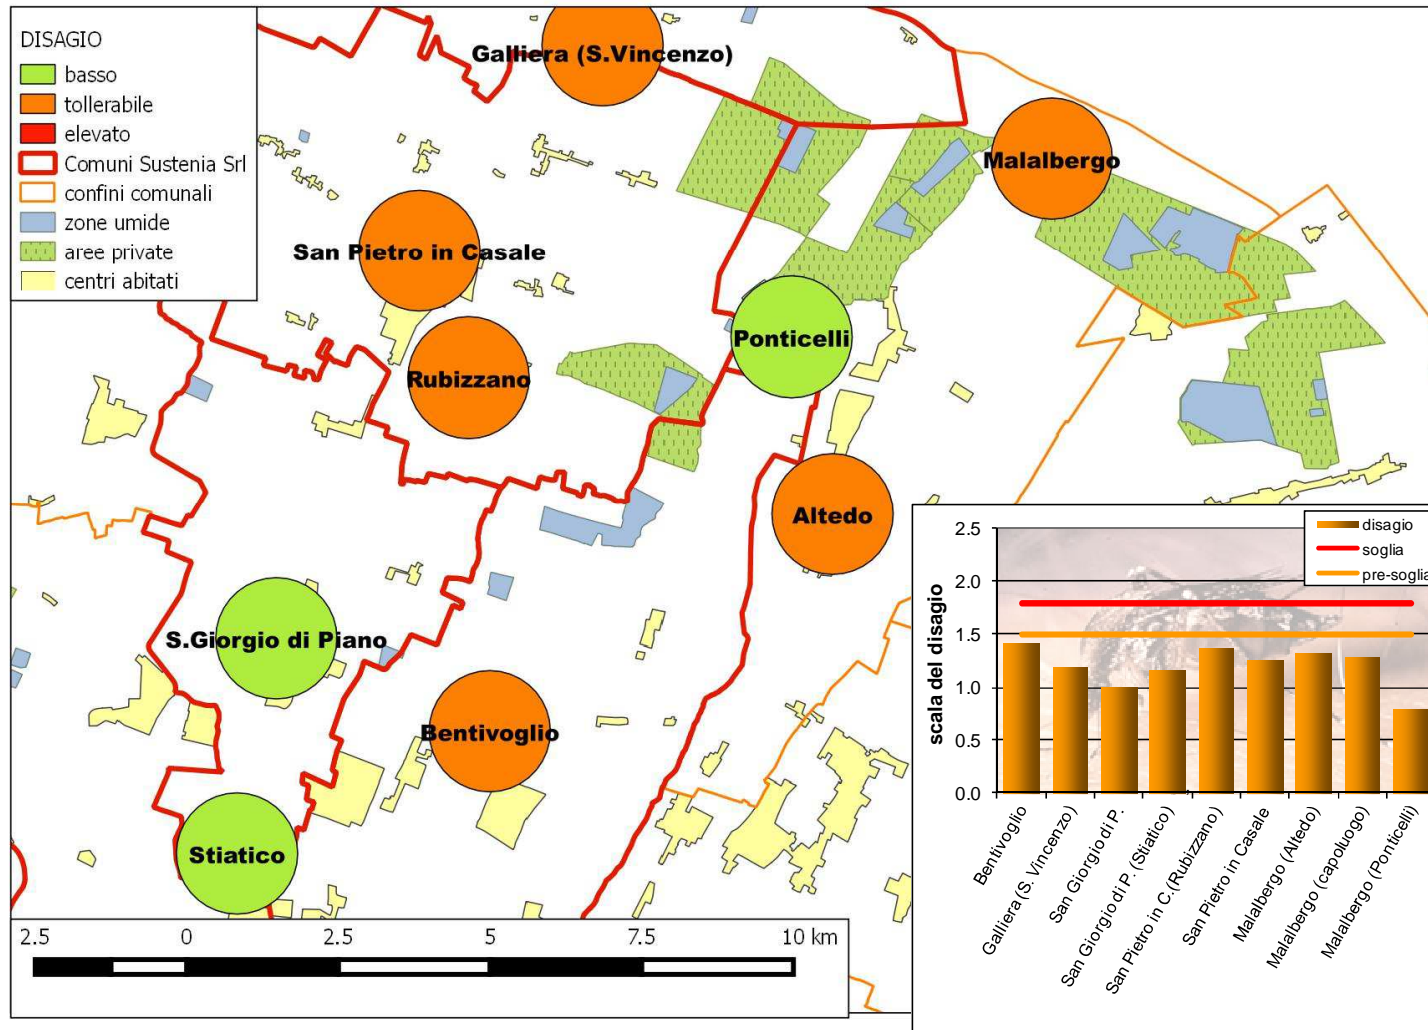 DISAGIO
basso
tollerabile
elevato
Comuni Sustenia Srl
confini comunali
zone umide
aree private
centri abitati
Galliera (S.Vincenzo)
Malalbergo
San Pietro in Casale
Ponticelli
Rubizzano
Altedo
S.Giorgio di Piano
Bentivoglio
Stiatico
2.5 0 2.5 5 7.5 10 km
disagio
soglia
pre-soglia
scala del disagio
2.5
2.0
1.5
1.0
0.5
0.0
Bentivoglio
Galliera (S. Vincenzo)
San Giorgio di P.
San Giorgio di P. (Stiatico)
San Pietro in C. (Rubizzano)
San Pietro in Casale
Malalbergo (Altedo)
Malalbergo (capoluogo)
Malalbergo (Ponticelli)